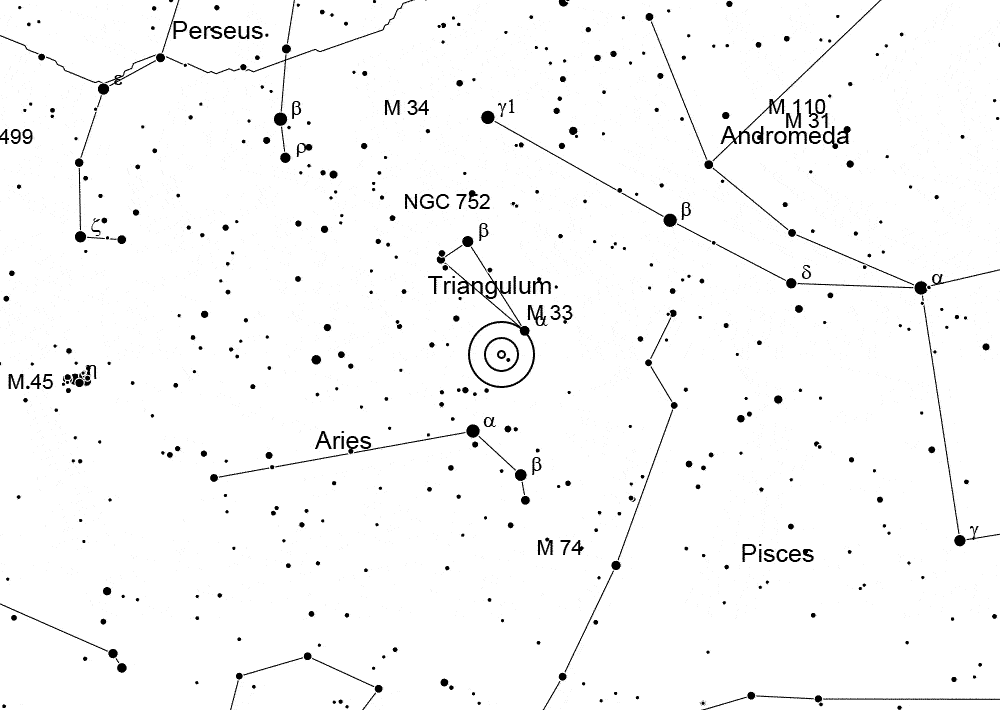 Perseus
ε
β
M 34
γ1
M 110
M 31
Andromeda
499
ρ
NGC 752
β
ζ
β
δ
α
Triangulum
M 33
α
η
M 45
α
Aries
β
M 74
Pisces
γ